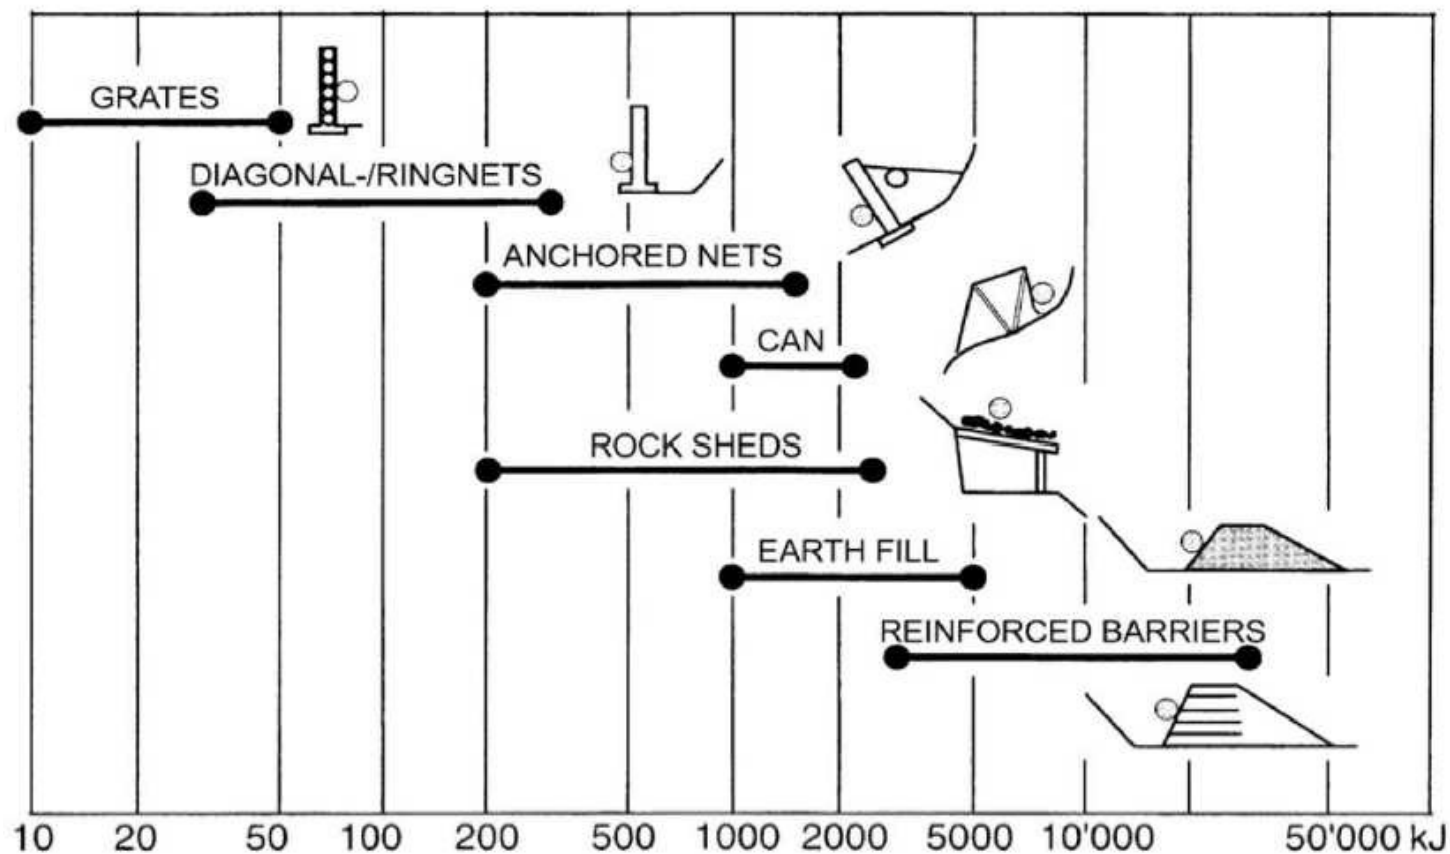 GRATES
DIAGONAL-/RINGNETS
ANCHORED NETS
CAN
ROCK SHEDS
EARTH FILL
REINFORCED BARRIERS
10 20 50 100 200 500 1000 2000 5000 10'000 50'000 kJ